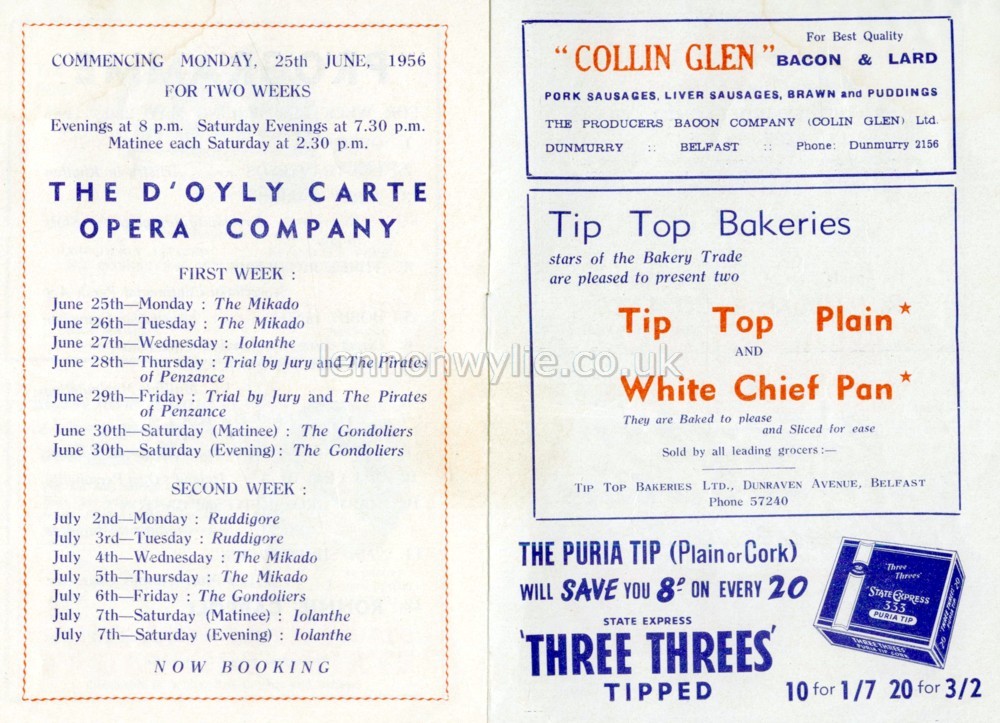 COMMENCING MONDAY, 25th JUNE, 1956
FOR TWO WEEKS
Evenings at 8 p.m. Saturday Evenings at 7.30 p.m.
Matinee each Saturday at 2.30 p.m.
THE D'OYLY CARTE
OPERA COMPANY
FIRST WEEK :
June 25th—Monday : The Mikado
June 26th—Tuesday : The Mikado
June 27th—Wednesday : Iolanthe
June 28th—Thursday : Trial by Jury and The Pirates
of Penzance
June 29th—Friday : Trial by Jury and The Pirates
of Penzance
June 30th—Saturday (Matinee) : The Gondoliers
June 30th—Saturday (Evening) : The Gondoliers
SECOND WEEK :
July 2nd—Monday : Ruddigore
July 3rd—Tuesday : Ruddigore
July 4th—Wednesday : The Mikado
July 5th—Thursday : The Mikado
July 6th—Friday : The Gondoliers
July 7th—Saturday (Matinee) : Iolanthe
July 7th—Saturday (Evening) : Iolanthe
NOW BOOKING
For Best Quality
"COLLIN GLEN" BACON & LARD
PORK SAUSAGES, LIVER SAUSAGES, BRAWN and PUDDINGS
THE PRODUCERS BACON COMPANY (COLIN GLEN) Ltd.
DUNMURRY :: BELFAST :: Phone: Dunmurry 2156
Tip Top Bakeries
stars of the Bakery Trade
are pleased to present two
Tip Top Plain*
AND
White Chief Pan*
They are Baked to please
and Sliced for ease
Sold by all leading grocers:—
TIP TOP BAKERIES LTD., DUNRAVEN AVENUE, BELFAST
Phone 57240
THE PURIA TIP (Plain or Cork)
WILL SAVE YOU 8D ON EVERY 20
STATE EXPRESS
'THREE THREES'
TIPPED
10 for 1/7 20 for 3/2
"Three Threes"
STATE EXPRESS
333
PURIA TIP
"THREE THREES"
PURIA TIP CORK
20
20
lennonwylie.co.uk